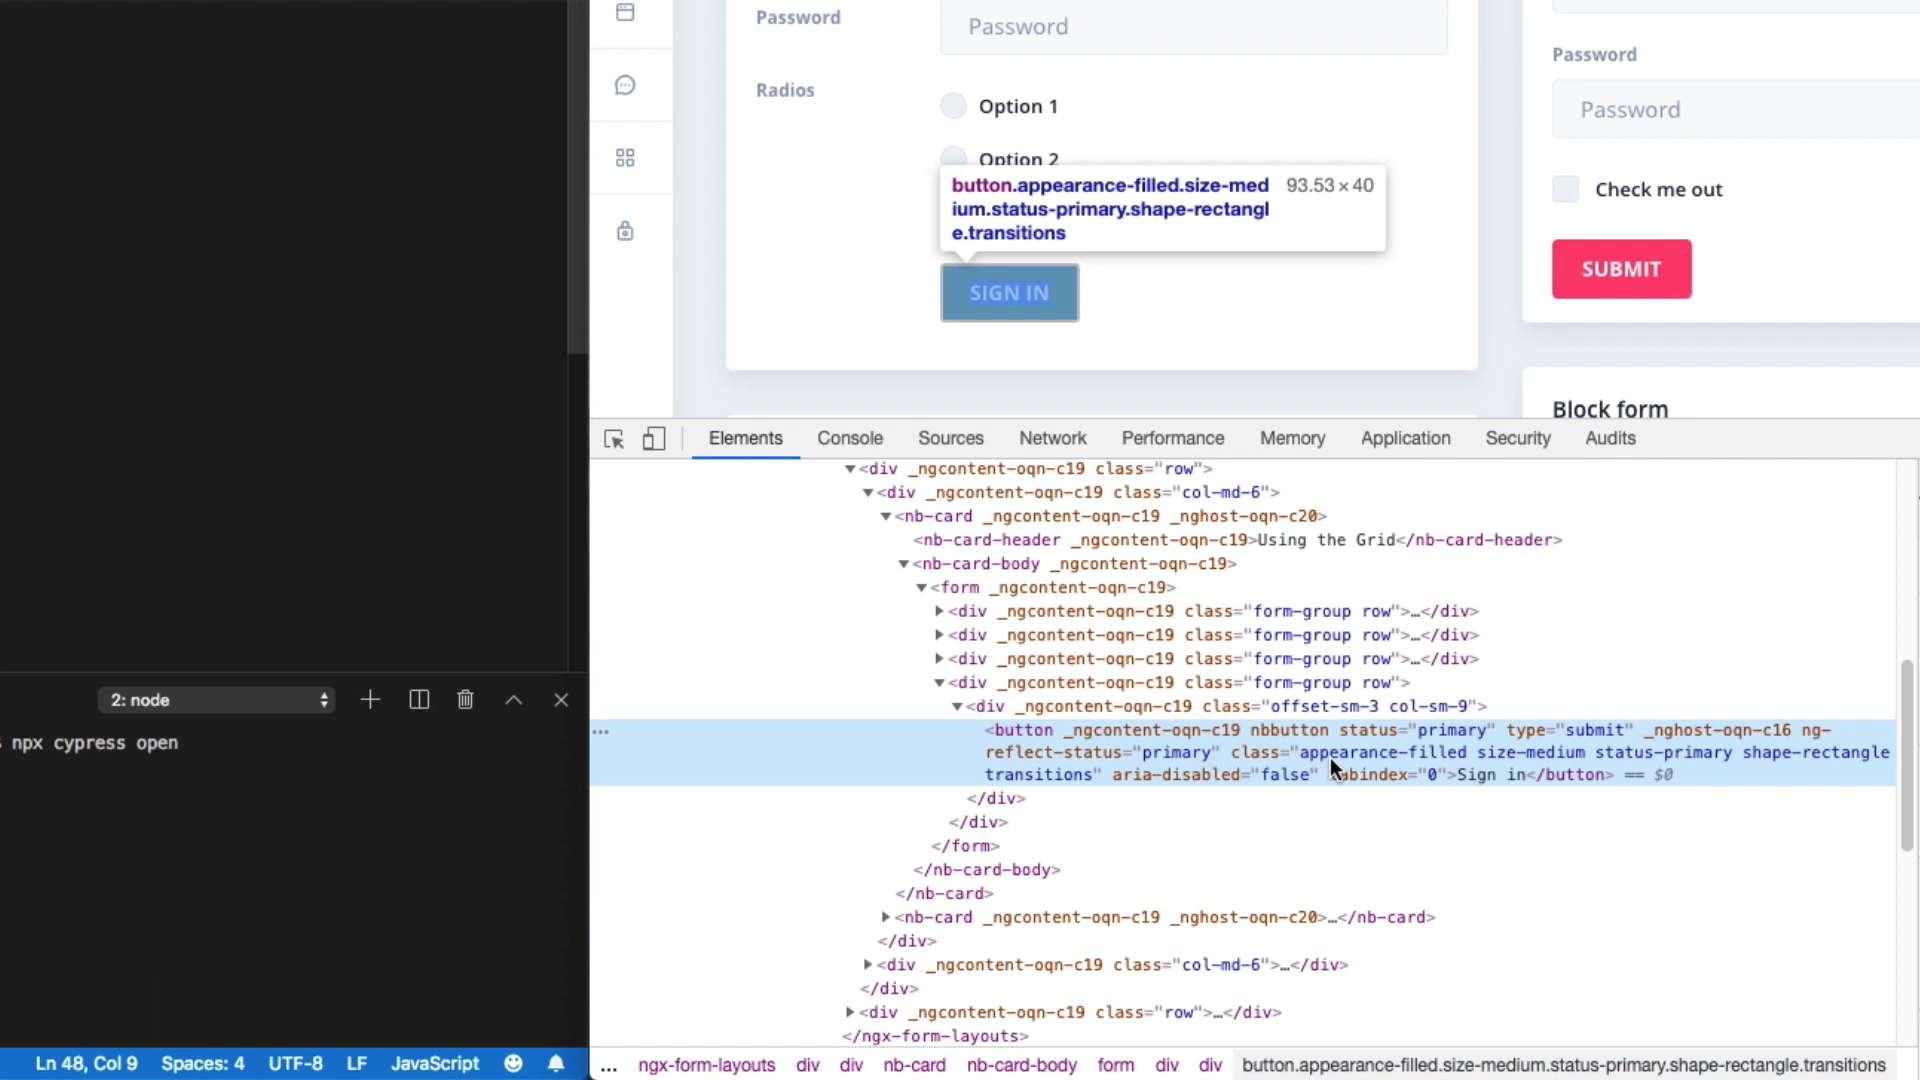 Password
Password
Radios
Option 1
Option 2
button.appearance-filled.size-med
ium.status-primary.shape-rectangl
e.transitions
93.53 × 40
SIGN IN
Password
Password
Check me out
SUBMIT
Block form
Elements
Console
Sources
Network
Performance
Memory
Application
Security
Audits
<div _ngcontent-oqn-c19 class="row">
<div _ngcontent-oqn-c19 class="col-md-6">
<nb-card _ngcontent-oqn-c19 _nghost-oqn-c20>
<nb-card-header _ngcontent-oqn-c19>Using the Grid</nb-card-header>
<nb-card-body _ngcontent-oqn-c19>
<form _ngcontent-oqn-c19>
<div _ngcontent-oqn-c19 class="form-group row">…</div>
<div _ngcontent-oqn-c19 class="form-group row">…</div>
<div _ngcontent-oqn-c19 class="form-group row">…</div>
<div _ngcontent-oqn-c19 class="form-group row">
<div _ngcontent-oqn-c19 class="offset-sm-3 col-sm-9">
<button _ngcontent-oqn-c19 nbbutton status="primary" type="submit" _nghost-oqn-c16 ng-
reflect-status="primary" class="appearance-filled size-medium status-primary shape-rectangle
transitions" aria-disabled="false" abindex="0">Sign in</button> == $0
</div>
</div>
</form>
</nb-card-body>
</nb-card>
<nb-card _ngcontent-oqn-c19 _nghost-oqn-c20>…</nb-card>
</div>
<div _ngcontent-oqn-c19 class="col-md-6">…</div>
</div>
<div _ngcontent-oqn-c19 class="row">…</div>
</ngx-form-layouts>
... ngx-form-layouts div div nb-card nb-card-body form div div button.appearance-filled.size-medium.status-primary.shape-rectangle.transitions
2: node
npx cypress open
Ln 48, Col 9 Spaces: 4 UTF-8 LF JavaScript